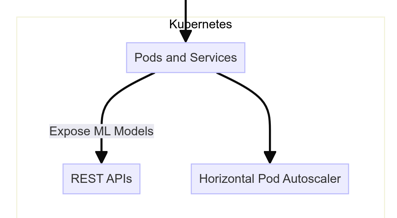 Kubernetes
Pods and Services
Expose ML Models
REST APIs
Horizontal Pod Autoscaler